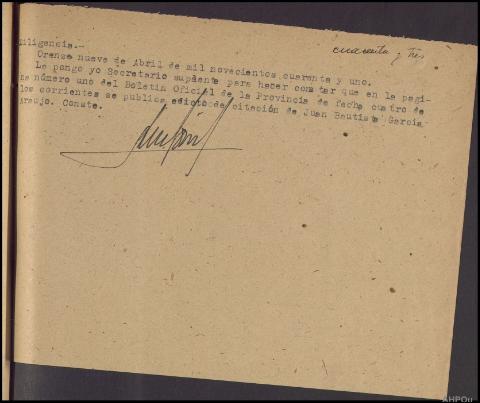 cuarenta y tres
Diligencia.--
Orense nueve de Abril de mil novecientos cuarenta y uno.
La pongo yo Secretario suplente para hacer constar que en la pagi-
na número uno del Boletin Oficial de la Provincia de fecha cuatro de
los corrientes se publica edicto de citación de Juan Bautista Garcia
Araujo. Conste.
AHPOu